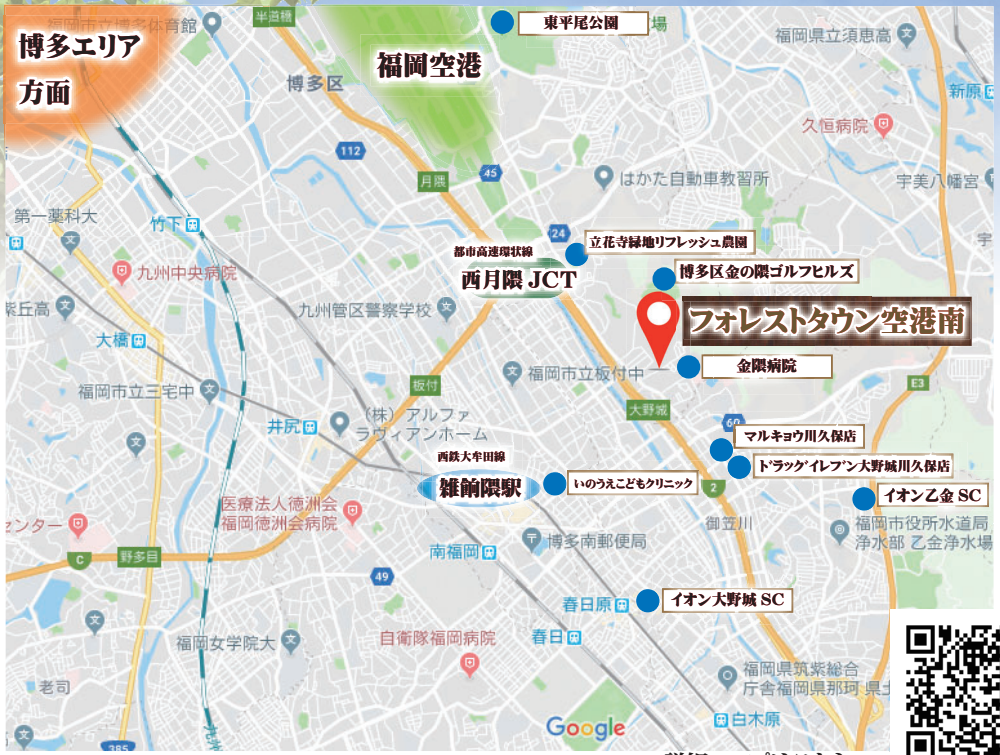 福岡市立博多体育館
半道橋
東平尾公園
場
福岡県立須恵高
博多エリア
方面
福岡空港
博多区
新原
久恒病院
112
45
月隈
はかた自動車教習所
宇美八幡宮
第一薬科大
竹下
24
立花寺緑地リフレッシュ農園
都市高速環状線
西月隈 JCT
九州中央病院
博多区金の隈ゴルフヒルズ
紫丘高
九州管区警察学校
フォレストタウン空港南
大橋
福岡市立板付中
金隈病院
福岡市立三宅中
板付
E3
大野城
井尻
(株) アルファ
ラヴィアンホーム
60
マルキョウ川久保店
西鉄大牟田線
雑餉隈駅
いのうえこどもクリニック
ドラッグイレブン大野城川久保店
2
イオン乙金 SC
医療法人徳洲会
福岡徳洲会病院
センター
御笠川
福岡市役所水道局
浄水部 乙金浄水場
C
野多目
南福岡
博多南郵便局
49
春日原
イオン大野城 SC
福岡女学院大
自衛隊福岡病院
春日
老司
福岡県筑紫総合
庁舎福岡県那珂 県土
Google
白木原
385
九州